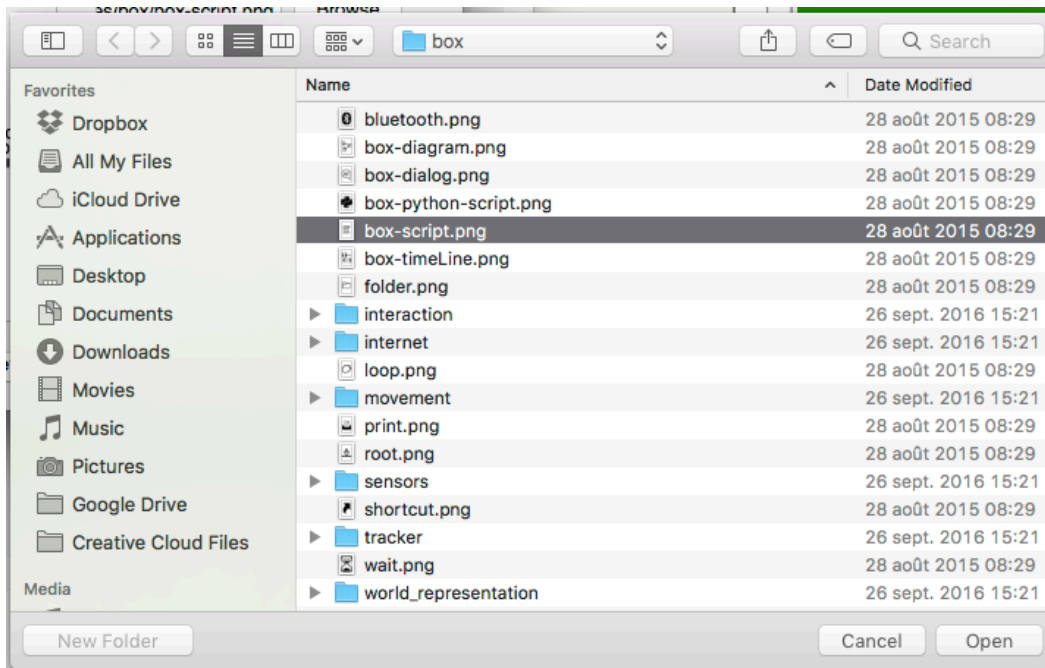 as/box/box-script.png Browse
box Search
Favorites
Name Date Modified
Dropbox
All My Files
iCloud Drive
Applications
Desktop
Documents
Downloads
Movies
Music
Pictures
Google Drive
Creative Cloud Files
Media
bluetooth.png 28 août 2015 08:29
box-diagram.png 28 août 2015 08:29
box-dialog.png 28 août 2015 08:29
box-python-script.png 28 août 2015 08:29
box-script.png 28 août 2015 08:29
box-timeLine.png 28 août 2015 08:29
folder.png 28 août 2015 08:29
interaction 26 sept. 2016 15:21
internet 26 sept. 2016 15:21
loop.png 28 août 2015 08:29
movement 26 sept. 2016 15:21
print.png 28 août 2015 08:29
root.png 28 août 2015 08:29
sensors 26 sept. 2016 15:21
shortcut.png 28 août 2015 08:29
tracker 26 sept. 2016 15:21
wait.png 28 août 2015 08:29
world_representation 26 sept. 2016 15:21
New Folder Cancel Open